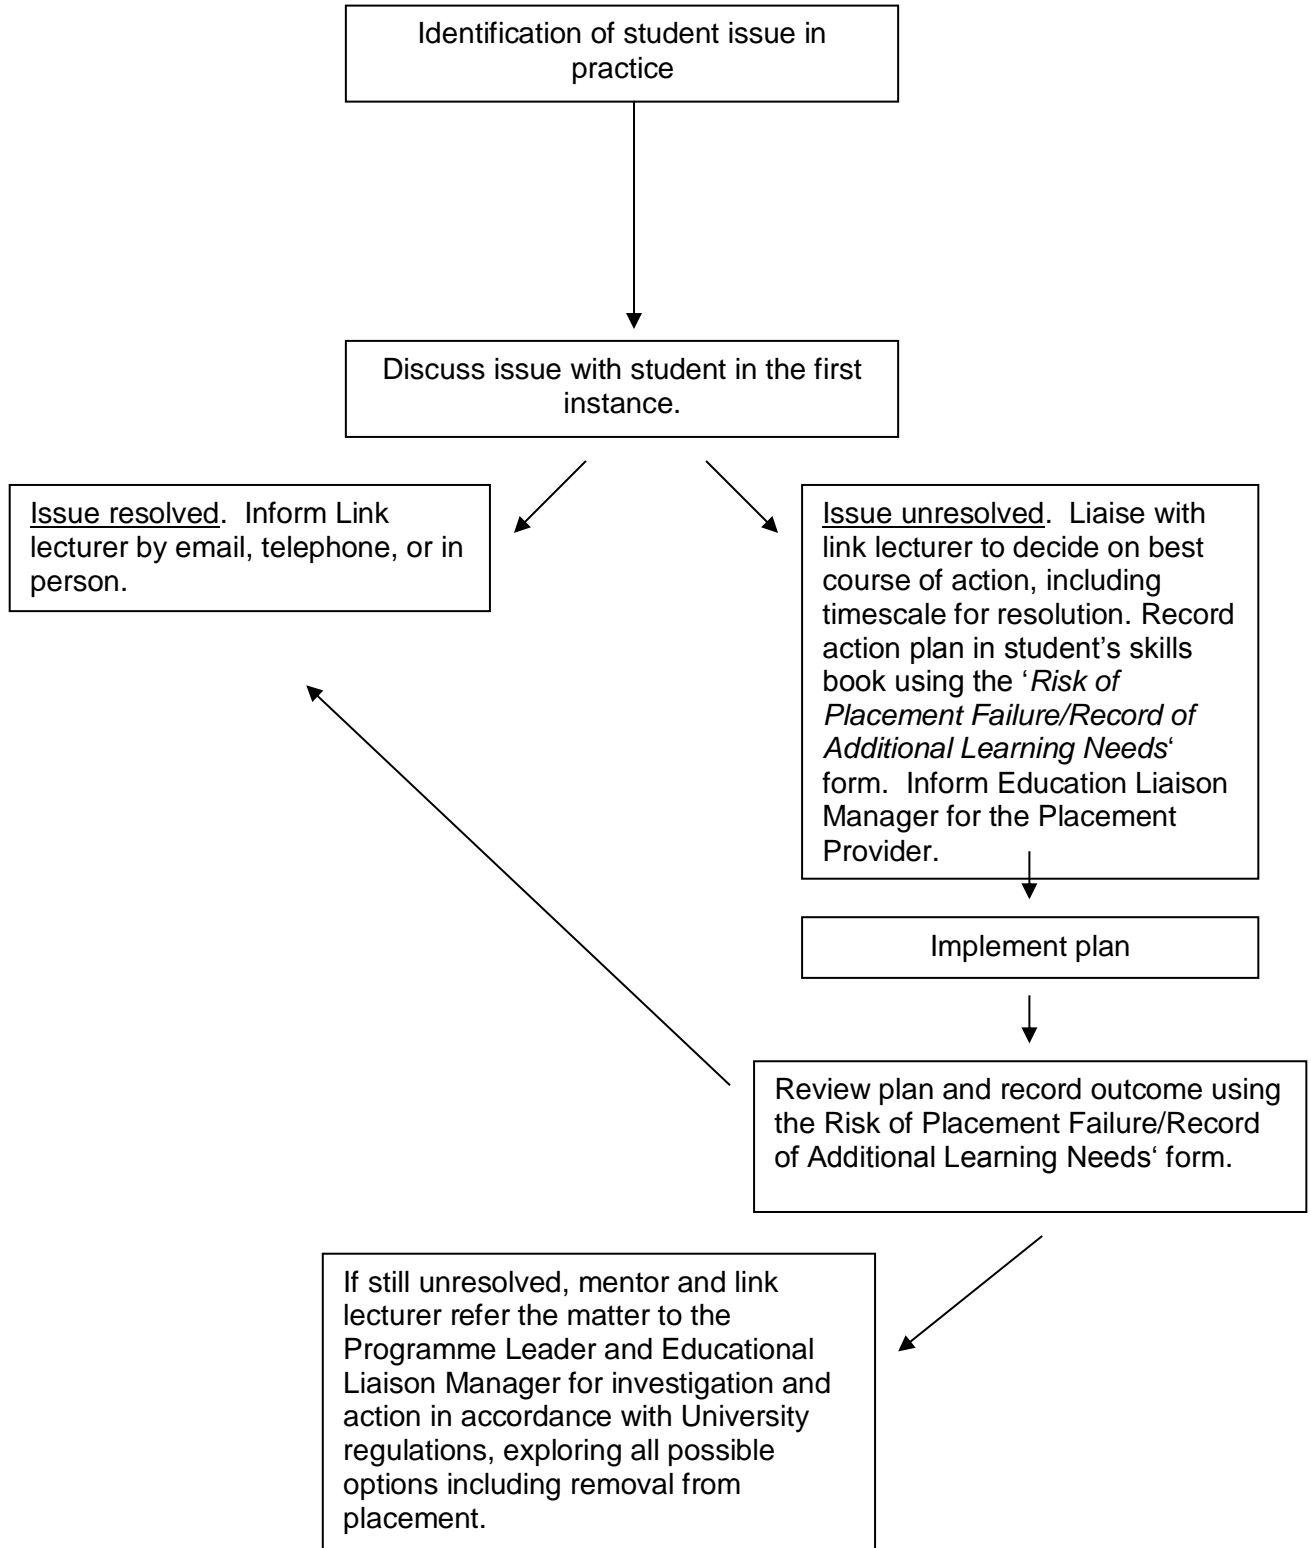 Identification of student issue in
practice
Discuss issue with student in the first
instance.
Issue resolved.  Inform Link
lecturer by email, telephone, or in
person.
Issue unresolved.  Liaise with
link lecturer to decide on best
course of action, including
timescale for resolution. Record
action plan in student’s skills
book using the ‘Risk of
Placement Failure/Record of
Additional Learning Needs‘
form.  Inform Education Liaison
Manager for the Placement
Provider.
Implement plan
Review plan and record outcome using
the Risk of Placement Failure/Record
of Additional Learning Needs‘ form.
If still unresolved, mentor and link
lecturer refer the matter to the
Programme Leader and Educational
Liaison Manager for investigation and
action in accordance with University
regulations, exploring all possible
options including removal from
placement.